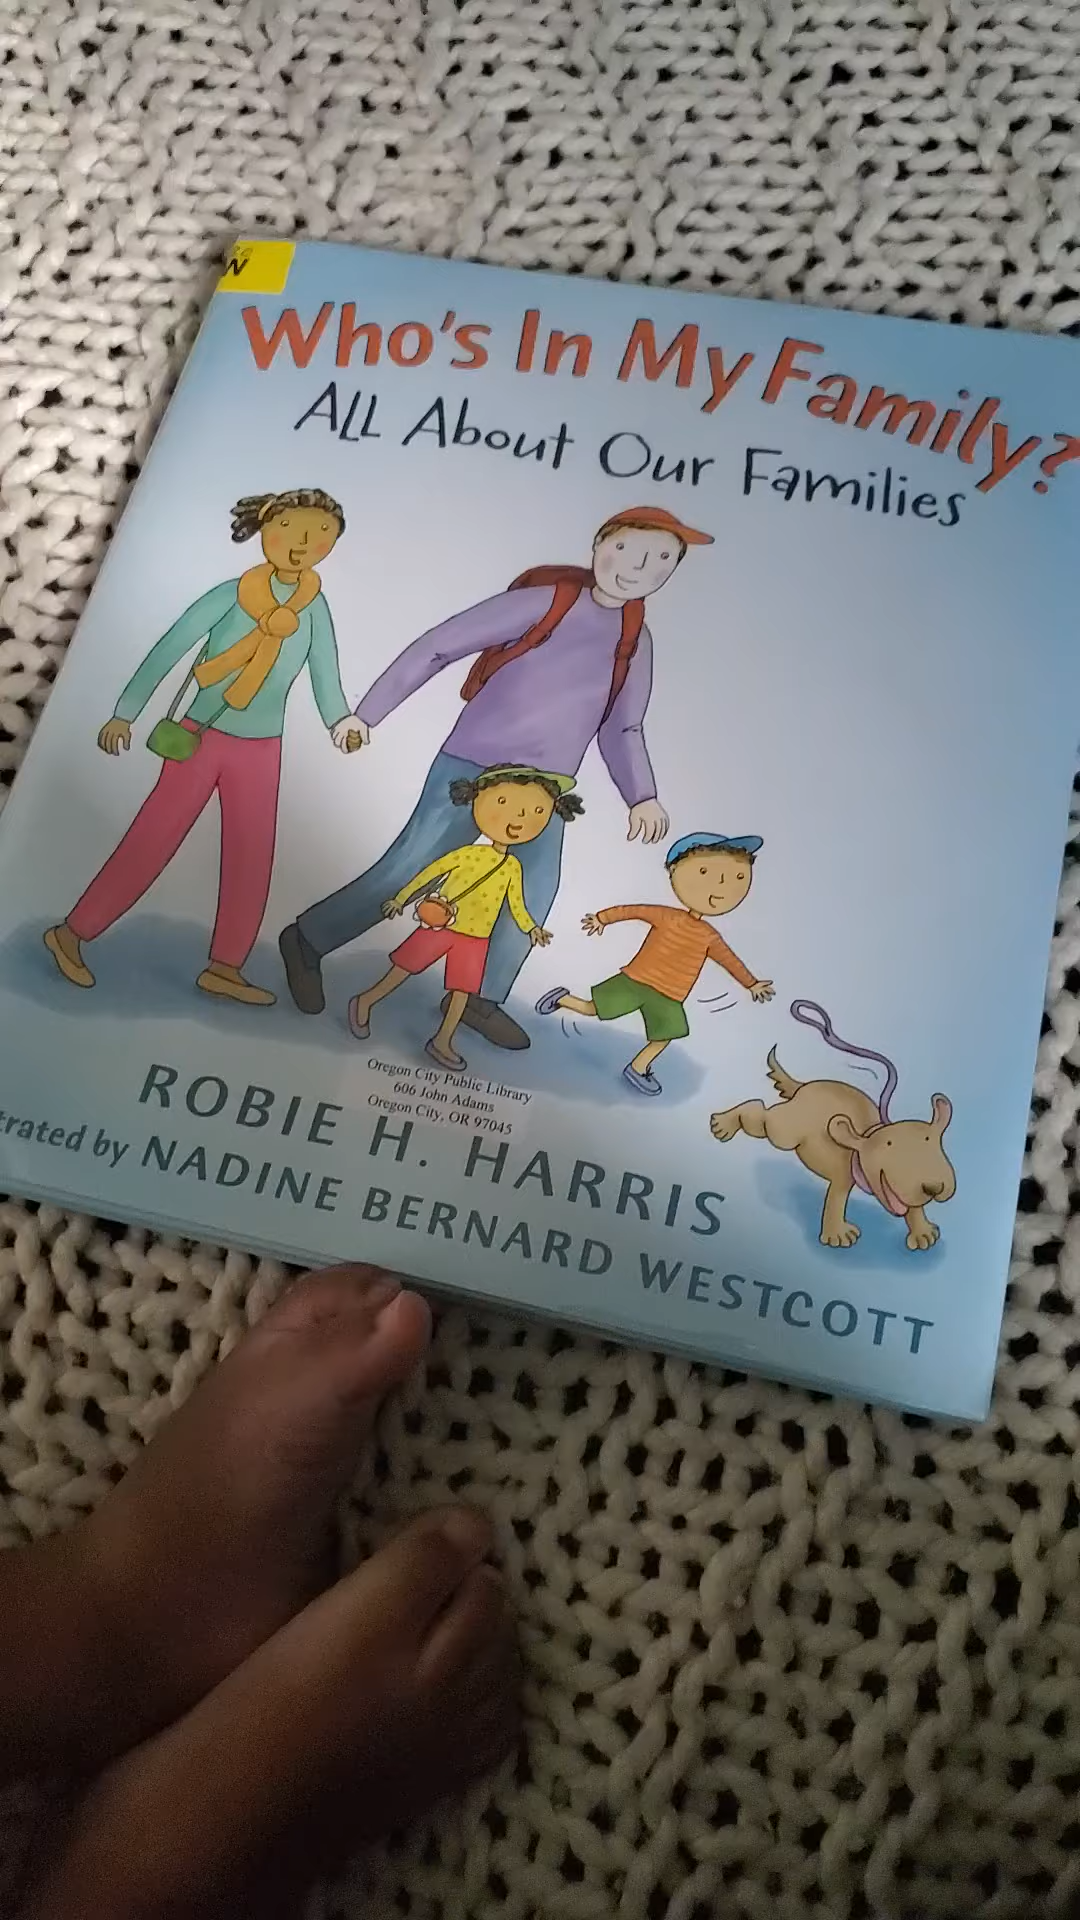 W
Who's In My Family?
ALL About Our Families
Oregon City Public Library
606 John Adams
Oregon City, OR 97045
ROBIE H. HARRIS
trated by NADINE BERNARD WESTCOTT